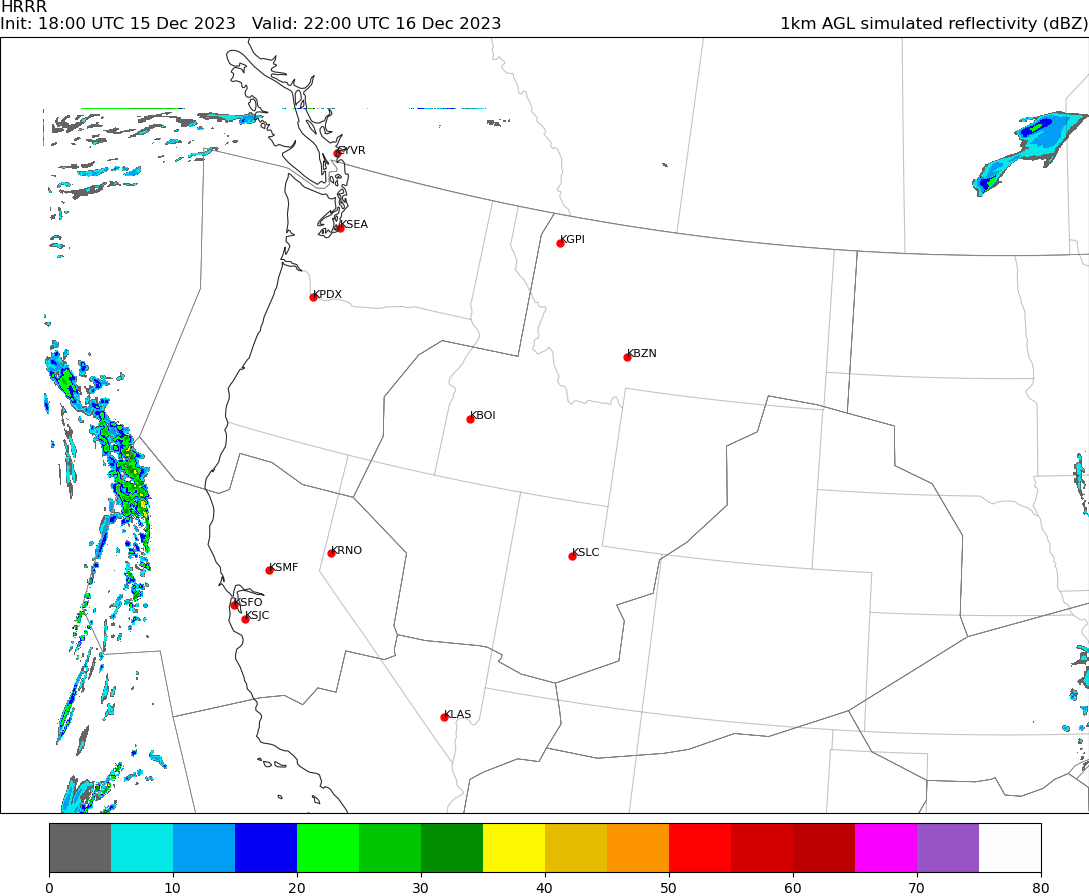 HRRR
Init: 18:00 UTC 15 Dec 2023   Valid: 22:00 UTC 16 Dec 2023
1km AGL simulated reflectivity (dBZ)
CYVR
KSEA
KGPI
KPDX
KBZN
KBOI
KRNO
KSLC
KSMF
KSFO
KSJC
KLAS
0 10 20 30 40 50 60 70 80